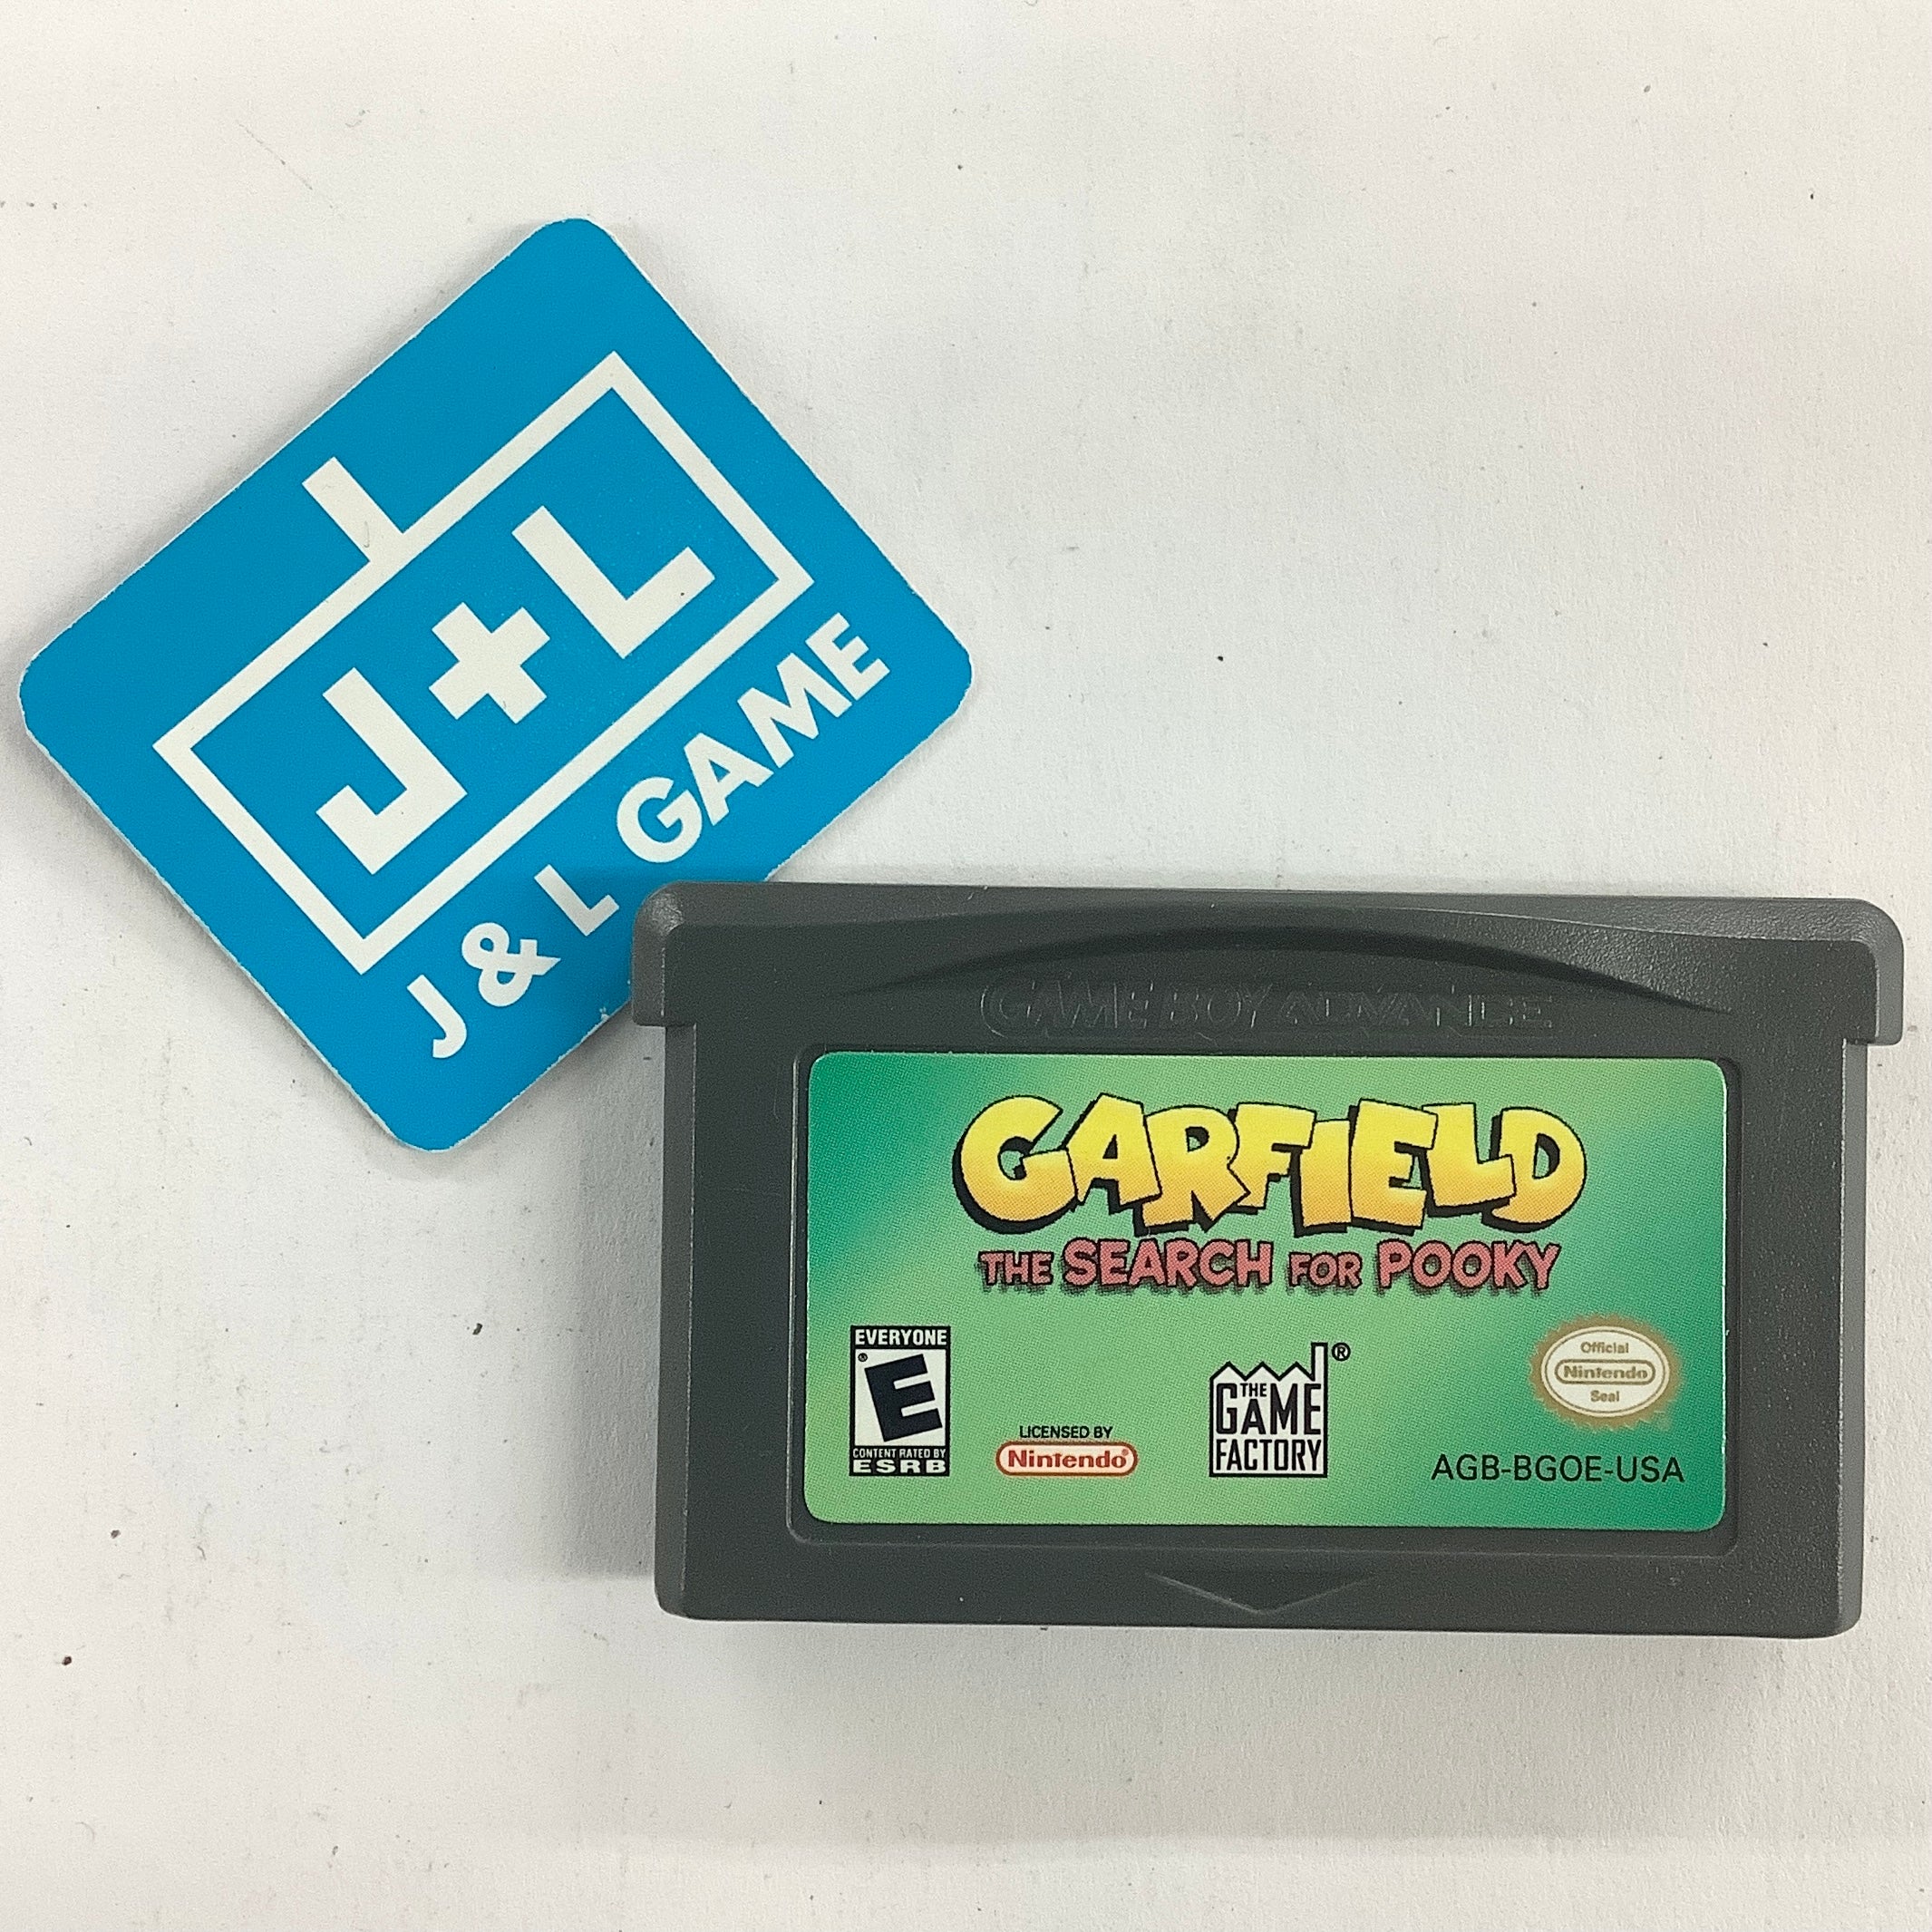 J+L
J & L GAME
GAME BOY ADVANCE
GARFIELD
THE SEARCH FOR POOKY
EVERYONE
E
CONTENT RATED BY
ESRB
LICENSED BY
Nintendo®
THE
GAME
FACTORY
®
Official
Nintendo
Seal
AGB-BGOE-USA